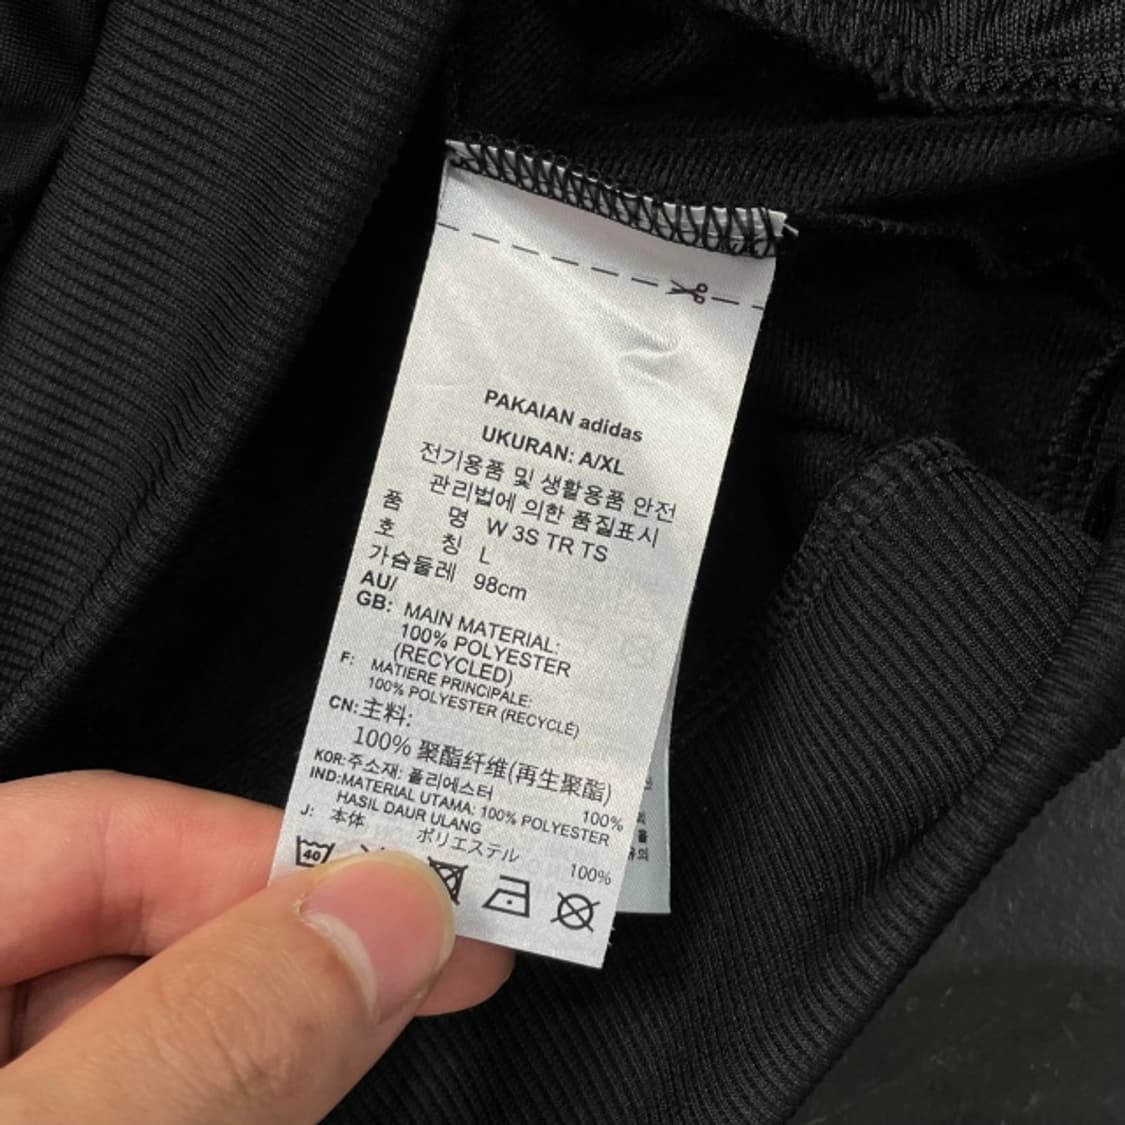 PAKAIAN adidas
UKURAN: A/XL
전기용품 및 생활용품 안전
관리법에 의한 품질표시
품 명 W 3S TR TS
호 칭 L
가슴둘레 98cm
AU/
GB: MAIN MATERIAL:
100% POLYESTER
(RECYCLED)
F: MATIERE PRINCIPALE:
100% POLYESTER (RECYCLÉ)
CN:主料:
100% 聚酯纤维(再生聚酯)
KOR:주소재: 폴리에스터 100%
IND:MATERIAL UTAMA: 100% POLYESTER
HASIL DAUR ULANG
J: 本体 ポリエステル 100%
40